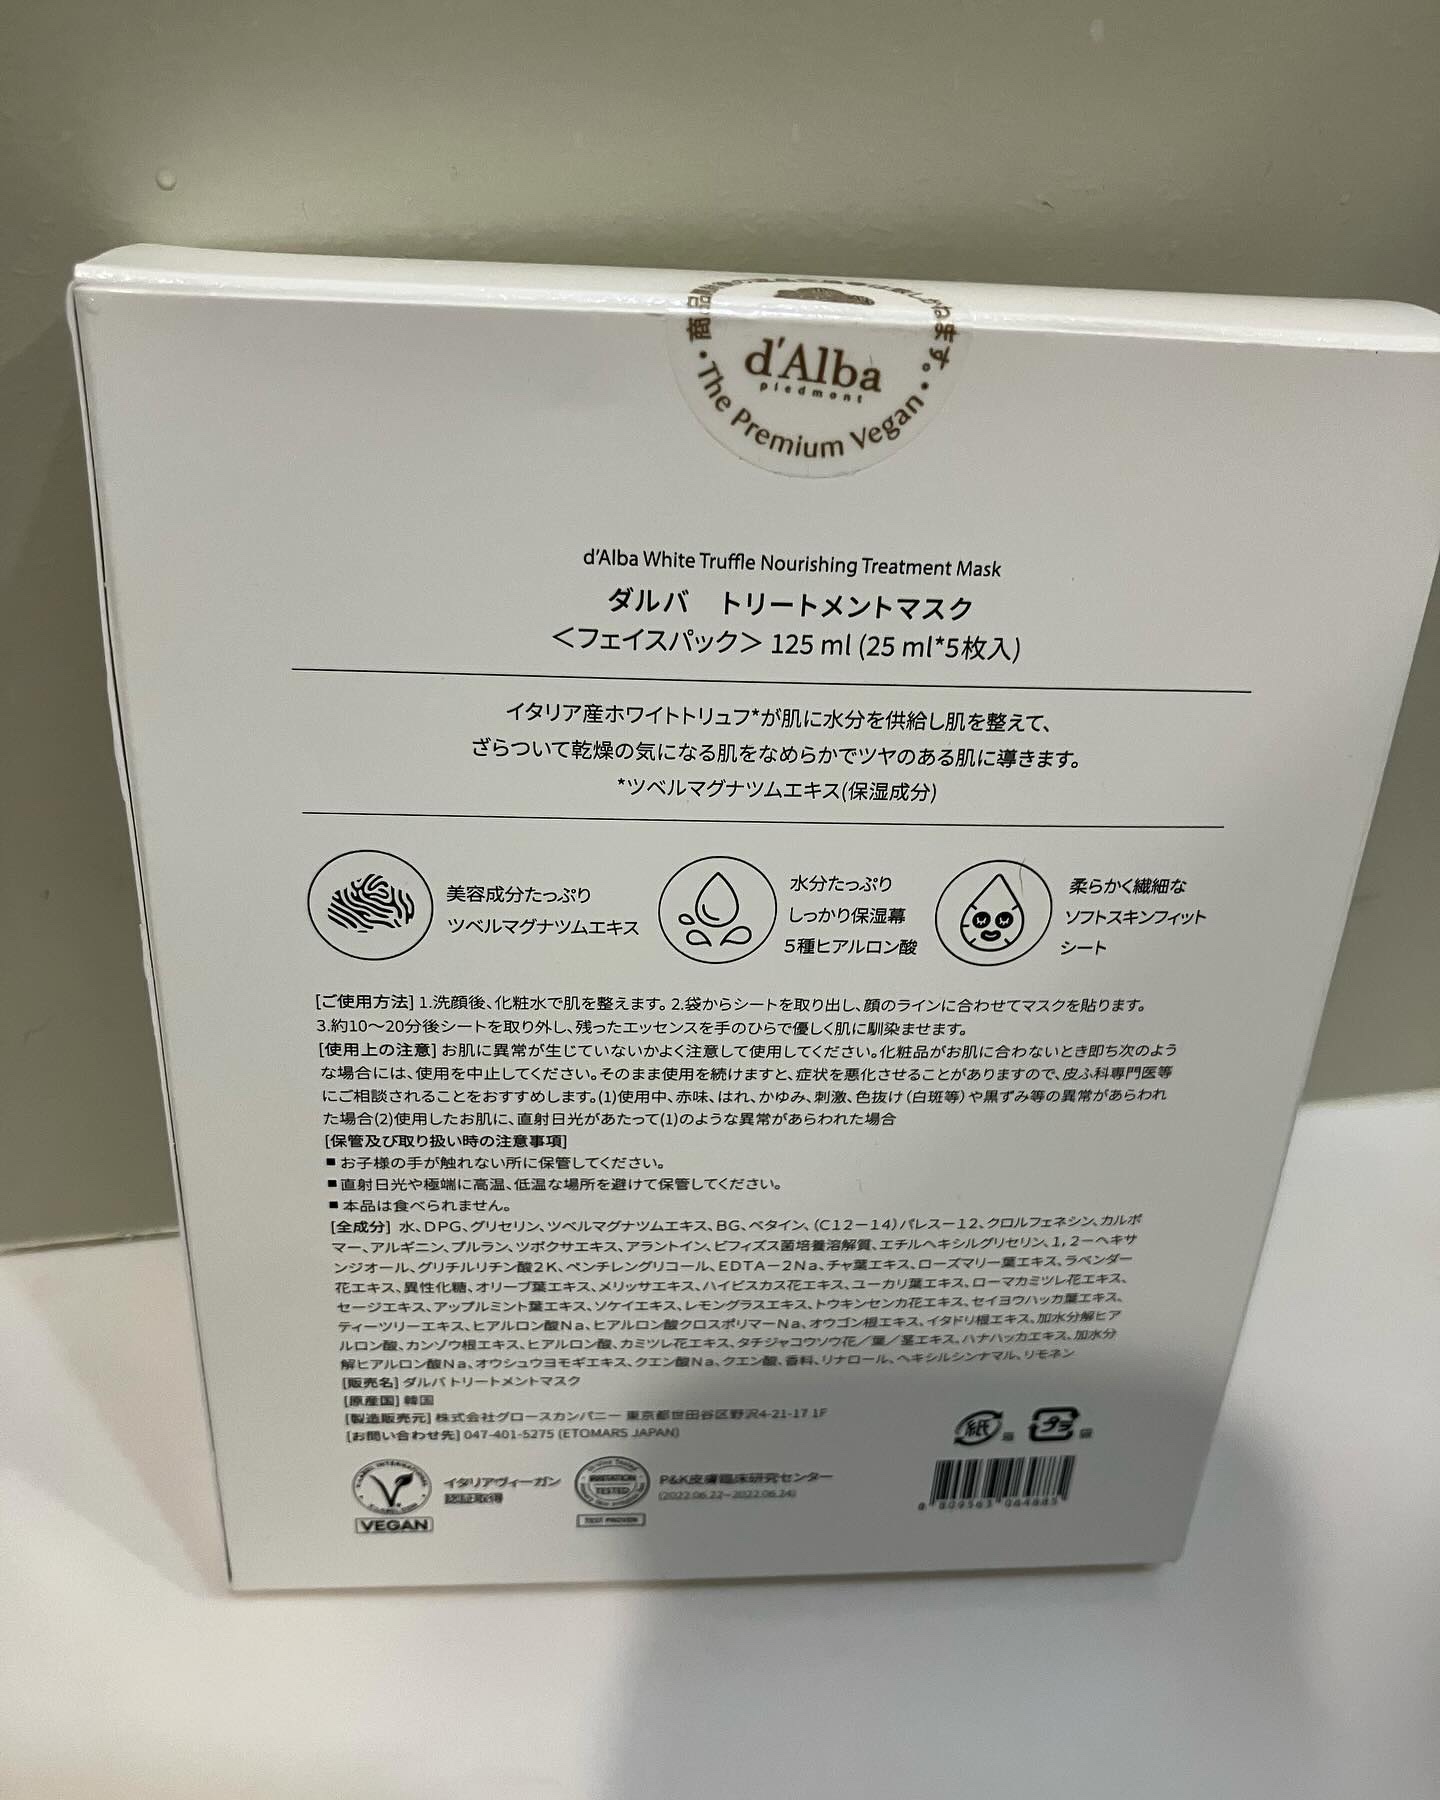 d'Alba
piedmont
•The Premium Vegan•
d'Alba White Truffle Nourishing Treatment Mask
ダルバ　トリートメントマスク
＜フェイスパック＞ 125 ml (25 ml*5枚入)
イタリア産ホワイトトリュフ*が肌に水分を供給し肌を整えて、
ざらついて乾燥の気になる肌をなめらかでツヤのある肌に導きます。
*ツベルマグナツムエキス(保湿成分)
美容成分たっぷり
ツベルマグナツムエキス
水分たっぷり
しっかり保湿幕
5種ヒアルロン酸
柔らかく繊細な
ソフトスキンフィット
シート
[ご使用方法] 1.洗顔後、化粧水で肌を整えます。2.袋からシートを取り出し、顔のラインに合わせてマスクを貼ります。
3.約10～20分後シートを取り外し、残ったエッセンスを手のひらで優しく肌に馴染ませます。
[使用上の注意] お肌に異常が生じていないかよく注意して使用してください。化粧品がお肌に合わないとき即ち次のよう
な場合には、使用を中止してください。そのまま使用を続けますと、症状を悪化させることがありますので、皮ふ科専門医等
にご相談されることをおすすめします。(1)使用中、赤味、はれ、かゆみ、刺激、色抜け(白斑等)や黒ずみ等の異常があらわれ
た場合(2)使用したお肌に、直射日光があたって(1)のような異常があらわれた場合
[保管及び取り扱い時の注意事項]
■ お子様の手が触れない所に保管してください。
■ 直射日光や極端に高温、低温な場所を避けて保管してください。
■ 本品は食べられません。
[全成分] 水、DPG、グリセリン、ツベルマグナツムエキス、BG、ベタイン、(C12－14)パレス－12、クロルフェネシン、カルボ
マー、アルギニン、プルラン、ツボクサエキス、アラントイン、ビフィズス菌培養溶解質、エチルヘキシルグリセリン、1，2－ヘキサ
ンジオール、グリチルリチン酸2K、ペンチレングリコール、EDTA－2Na、チャ葉エキス、ローズマリー葉エキス、ラベンダー
花エキス、異性化糖、オリーブ葉エキス、メリッサエキス、ハイビスカス花エキス、ユーカリ葉エキス、ローマカミツレ花エキス、
セージエキス、アップルミント葉エキス、ソケイエキス、レモングラスエキス、トウキンセンカ花エキス、セイヨウハッカ葉エキス、
ティーツリーエキス、ヒアルロン酸Na、ヒアルロン酸クロスポリマーNa、オウゴン根エキス、イタドリ根エキス、加水分解ヒア
ルロン酸、カンゾウ根エキス、ヒアルロン酸、カミツレ花エキス、タチジャコウソウ花／葉／茎エキス、ハナハッカエキス、加水分
解ヒアルロン酸Na、オウシュウヨモギエキス、クエン酸Na、クエン酸、香料、リナロール、ヘキシルシンナマル、リモネン
[販売名] ダルバ トリートメントマスク
[原産国] 韓国
[製造販売元] 株式会社グロースカンパニー 東京都世田谷区野沢4-21-17 1F
[お問い合わせ先] 047-401-5275 (ETOMARS JAPAN)
紙
プラ
袋
VEGAN
イタリアヴィーガン
認証取得
TESTED
TEST PROVEN
P&K皮膚臨床研究センター
(2022.06.22~2022.06.24)